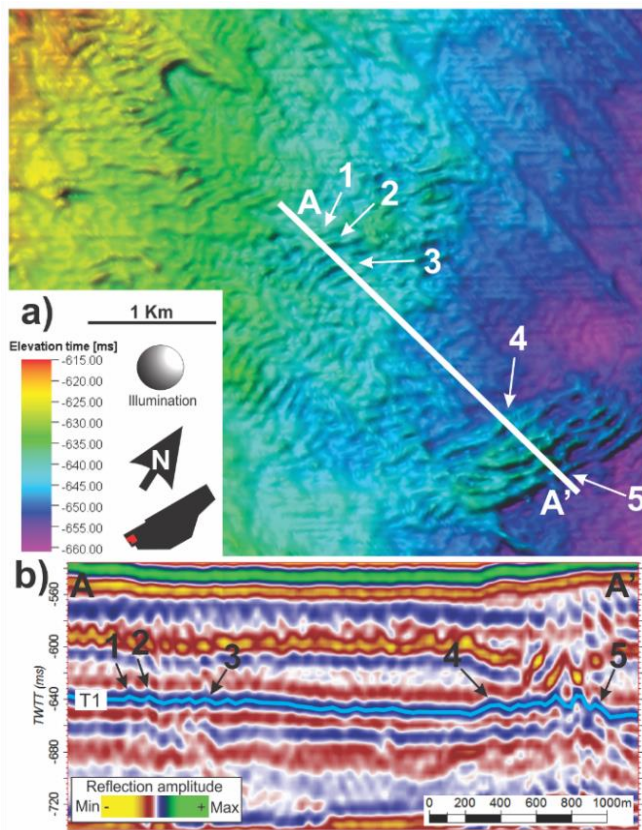 A
1
2
3
4
5
A'
a)
1 Km
Elevation time [ms]
-615.00
-620.00
-625.00
-630.00
-635.00
-640.00
-645.00
-650.00
-655.00
-660.00
Illumination
N
b)
A
A'
TWTT (ms)
-560
-600
-640
-680
-720
1
2
3
4
5
T1
Reflection amplitude
Min -
+ Max
0 200 400 600 800 1000m